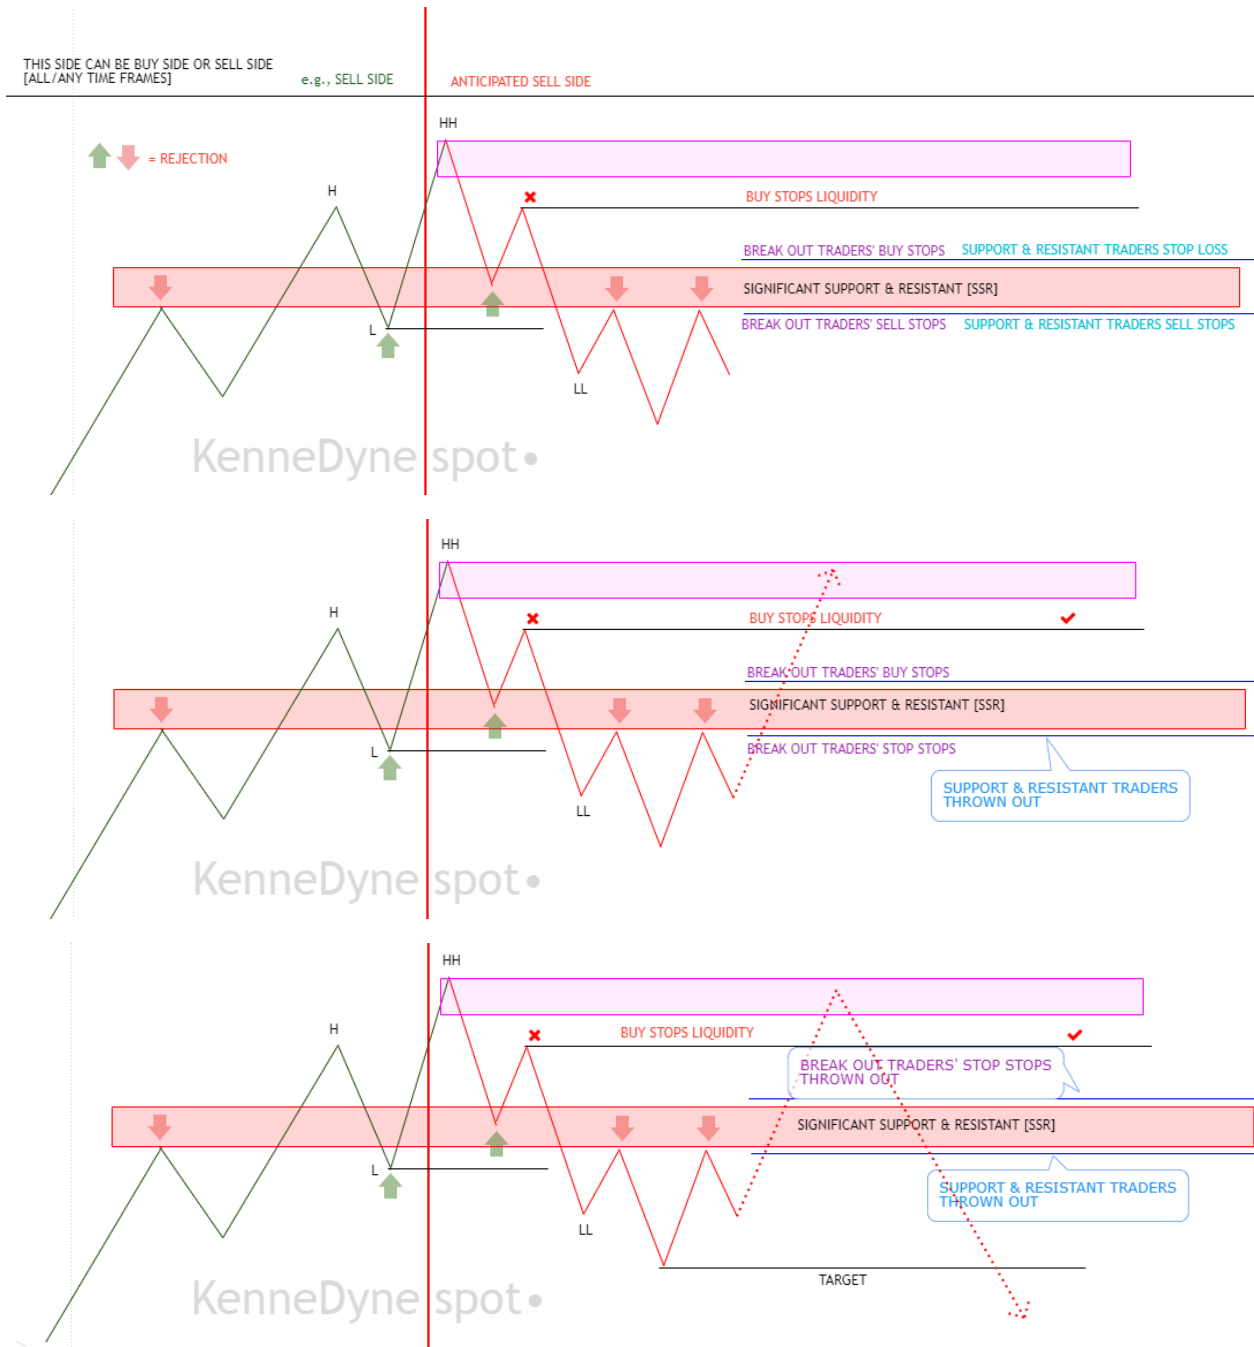 THIS SIDE CAN BE BUY SIDE OR SELL SIDE
[ALL/ANY TIME FRAMES]
e.g., SELL SIDE
ANTICIPATED SELL SIDE
HH
= REJECTION
H
BUY STOPS LIQUIDITY
BREAK OUT TRADERS' BUY STOPS
SUPPORT & RESISTANT TRADERS STOP LOSS
SIGNIFICANT SUPPORT & RESISTANT [SSR]
L
BREAK OUT TRADERS' SELL STOPS
SUPPORT & RESISTANT TRADERS SELL STOPS
LL
KenneDyne spot•
HH
H
BUY STOPS LIQUIDITY
BREAK OUT TRADERS' BUY STOPS
SIGNIFICANT SUPPORT & RESISTANT [SSR]
L
BREAK OUT TRADERS' STOP STOPS
SUPPORT & RESISTANT TRADERS
THROWN OUT
LL
KenneDyne spot•
HH
H
BUY STOPS LIQUIDITY
BREAK OUT TRADERS' STOP STOPS
THROWN OUT
SIGNIFICANT SUPPORT & RESISTANT [SSR]
L
SUPPORT & RESISTANT TRADERS
THROWN OUT
LL
TARGET
KenneDyne spot•